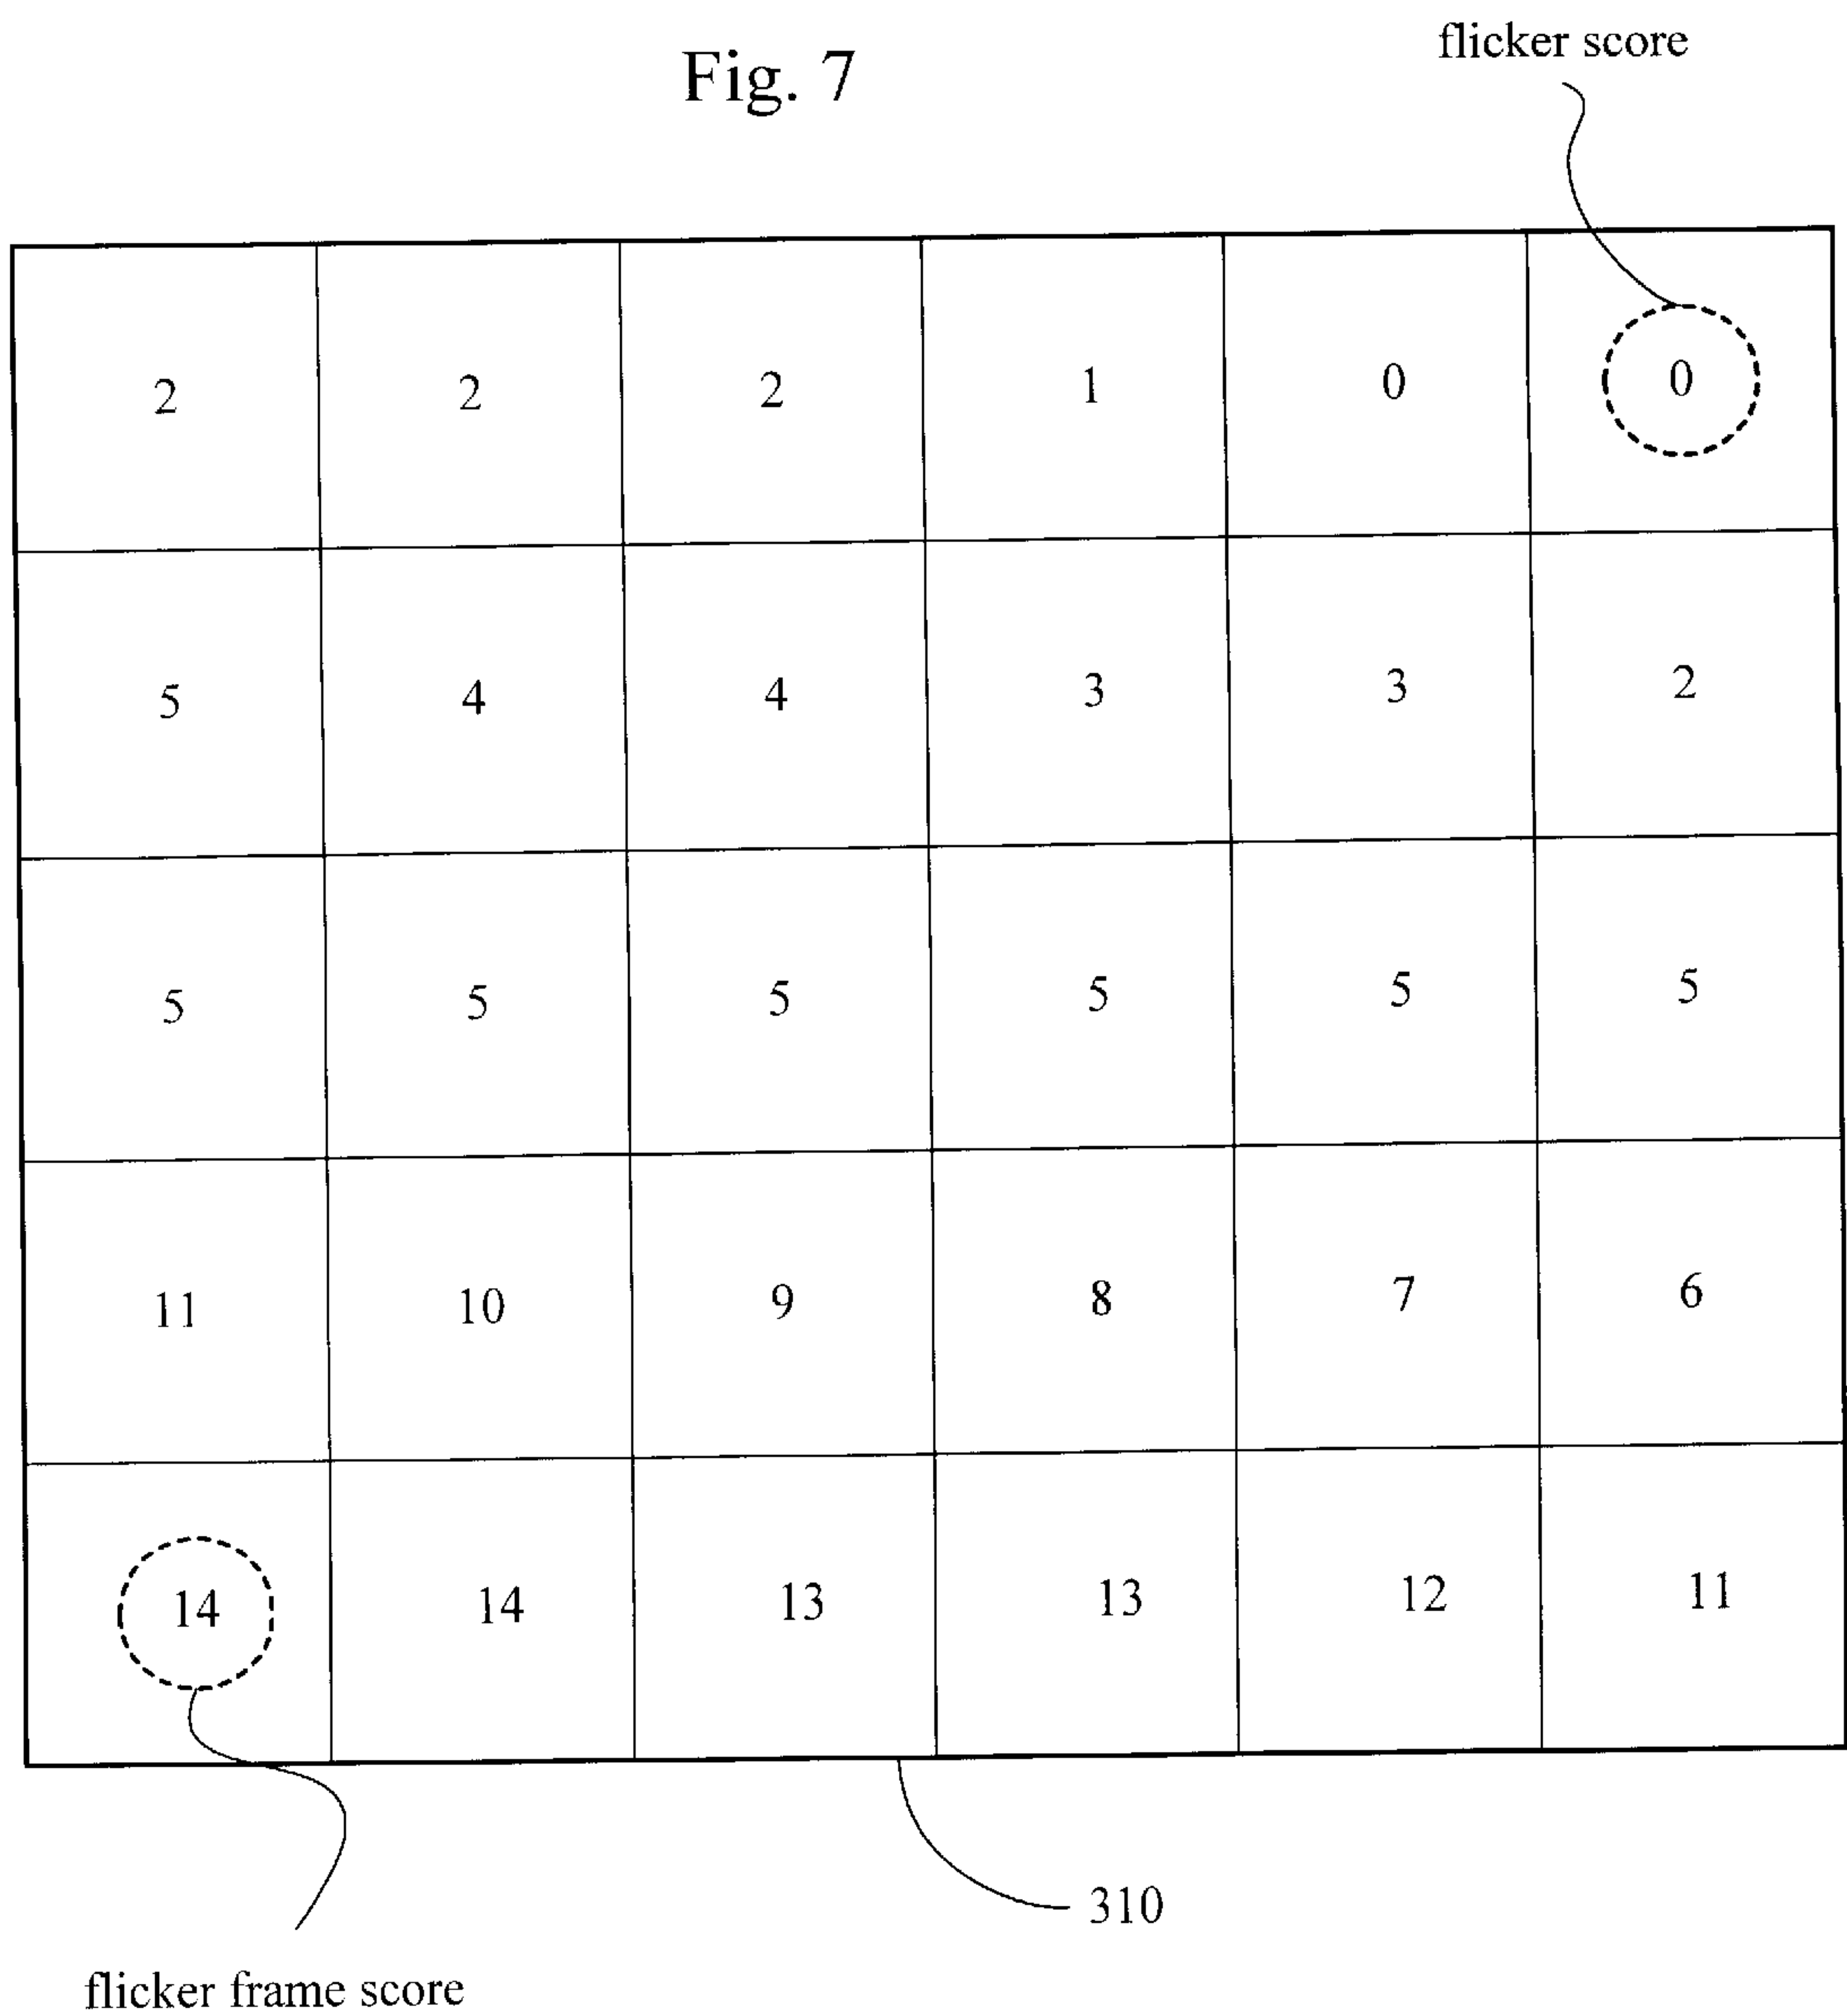 flicker score
Fig. 7
2 2 2 1 0 0
5 4 4 3 3 2
5 5 5 5 5 5
11 10 9 8 7 6
14 14 13 13 12 11
310
flicker frame score